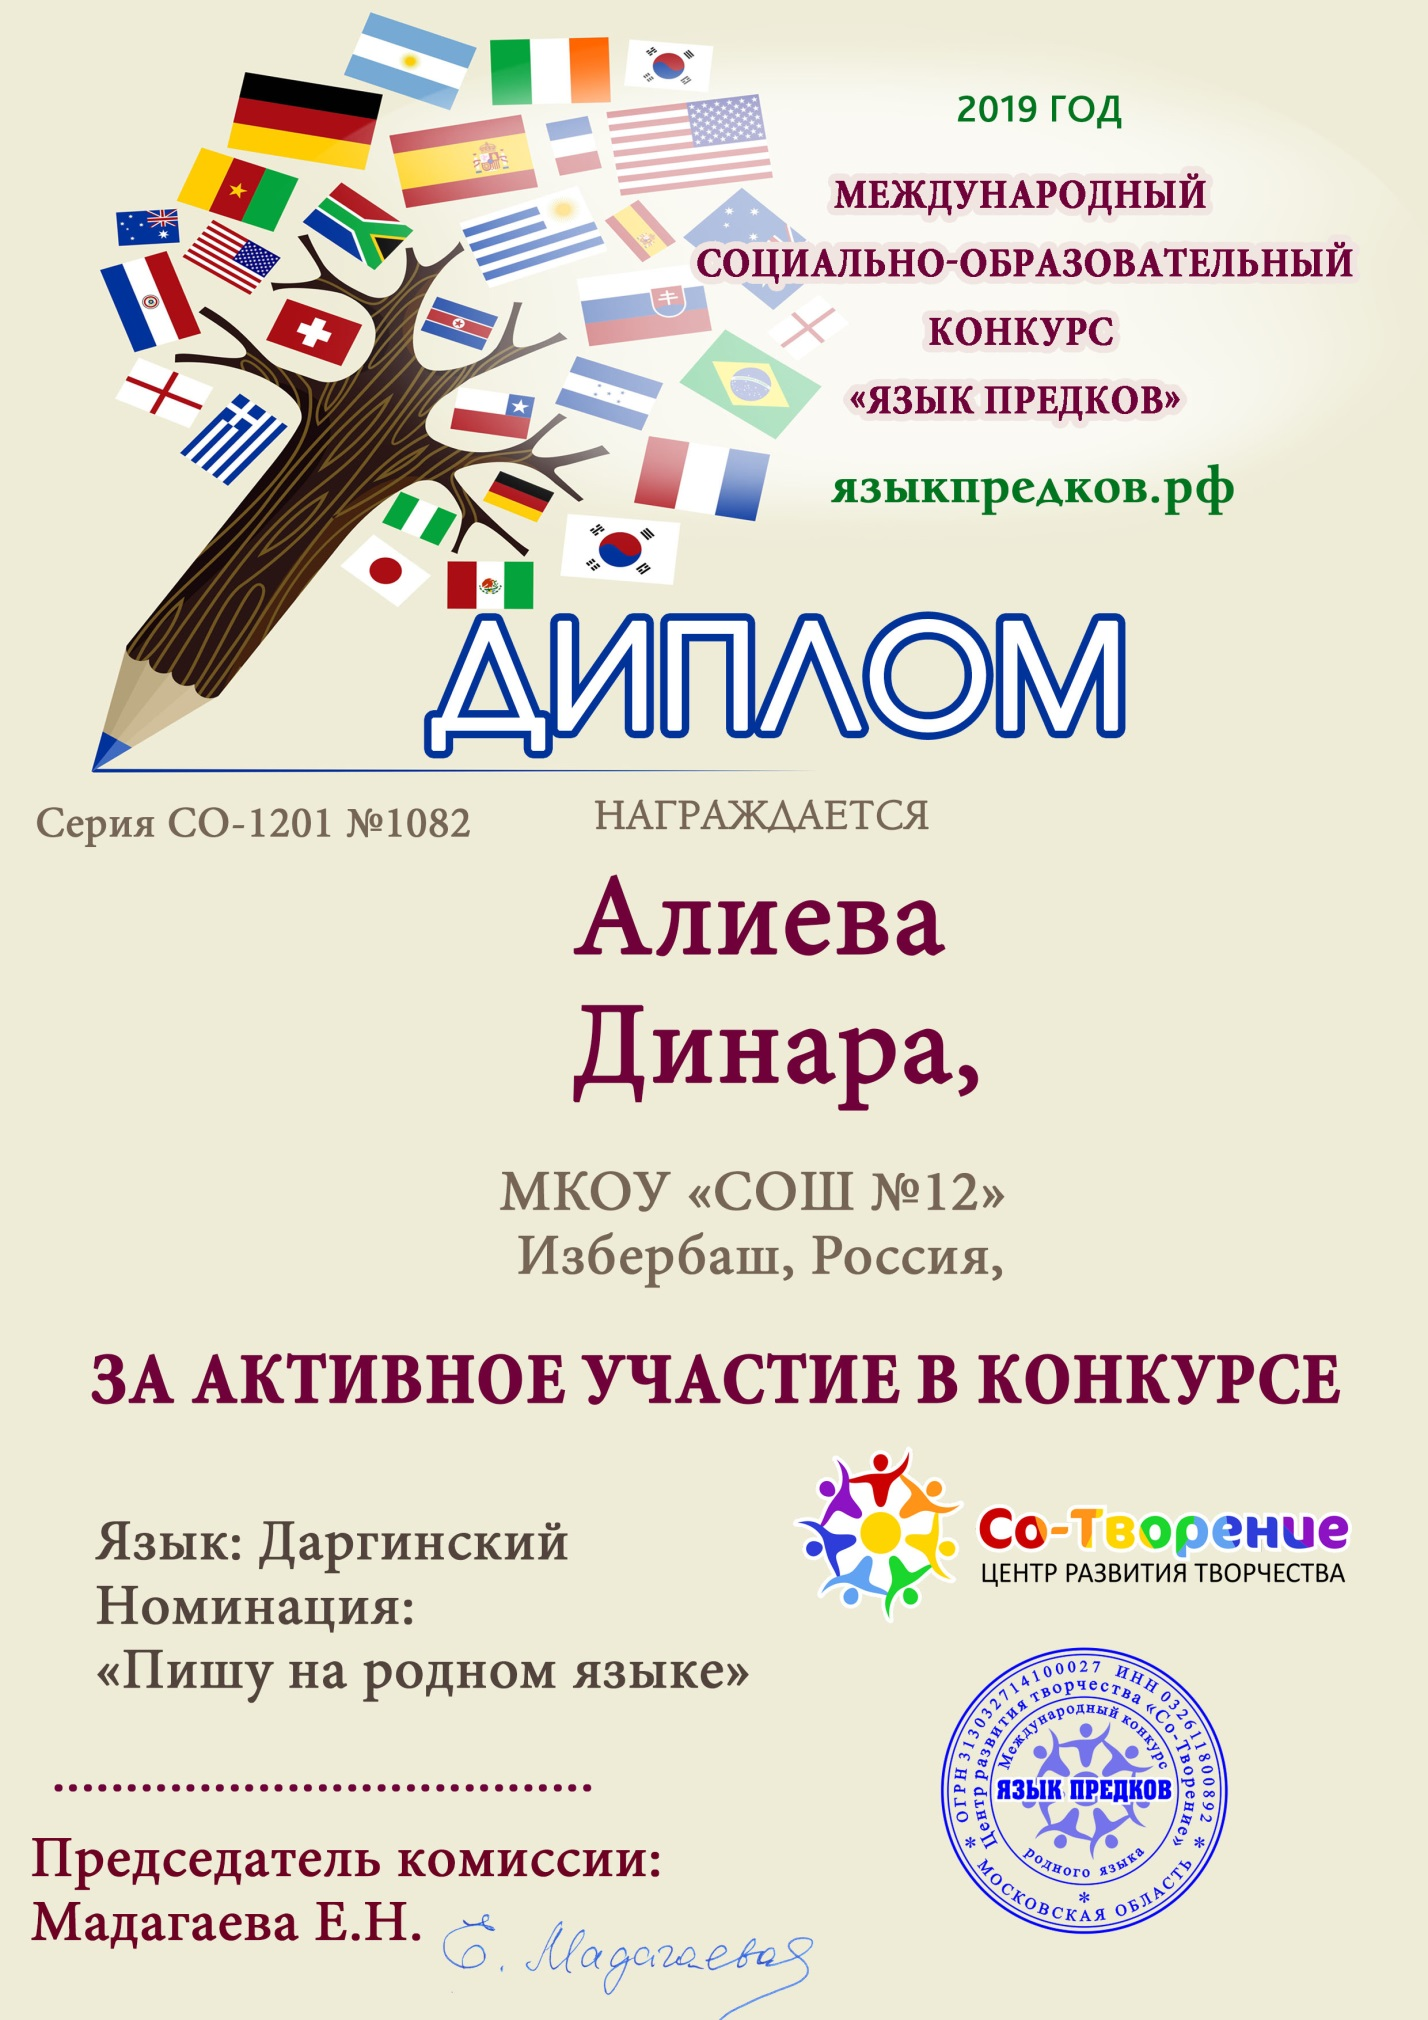 2019 ГОД
МЕЖДУНАРОДНЫЙ
СОЦИАЛЬНО-ОБРАЗОВАТЕЛЬНЫЙ
КОНКУРС
«ЯЗЫК ПРЕДКОВ»
языкпредков.рф
ДИПЛОМ
Серия СО-1201 №1082
НАГРАЖДАЕТСЯ
Алиева
Динара,
МКОУ «СОШ №12»
Избербаш, Россия,
ЗА АКТИВНОЕ УЧАСТИЕ В КОНКУРСЕ
Со-Творение
ЦЕНТР РАЗВИТИЯ ТВОРЧЕСТВА
Язык: Даргинский
Номинация:
«Пишу на родном языке»
ОГРН 313032714100027 ИНН 032611800892
* МОСКОВСКАЯ ОБЛАСТЬ *
Центр развития творчества «Со-Творение»
Международный конкурс
ЯЗЫК ПРЕДКОВ
родного языка
*
.....................................
Председатель комиссии:
Мадагаева Е.Н.
Е. Мадагаева